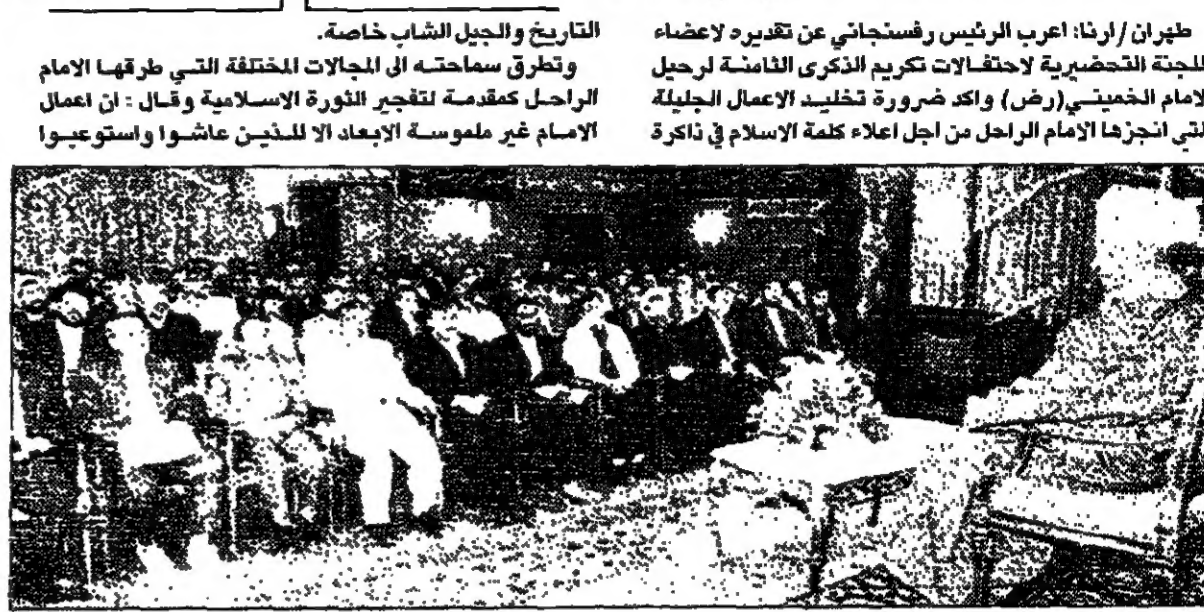 طهران/ارنا: اعرب الرئيس رفسنجاني عن تقديره لاعضاء
للجنة التحضيرية لاحتفالات تكريم الذكرى الثامنة لرحيل
لامام الخميني(رض) واكد ضرورة تخليد الاعمال الجليلة
لتي انجزها الامام الراحل من اجل اعلاء كلمة الاسلام في ذاكرة
التاريخ والجيل الشاب خاصة.
وتطرق سماحته الى المجالات المختلفة التي طرقها الامام
الراحل كمقدمة لتفجير الثورة الاسلامية وقال : ان اعمال
الامام غير ملموسة الابعاد الا للذين عاشوا واستوعبوا